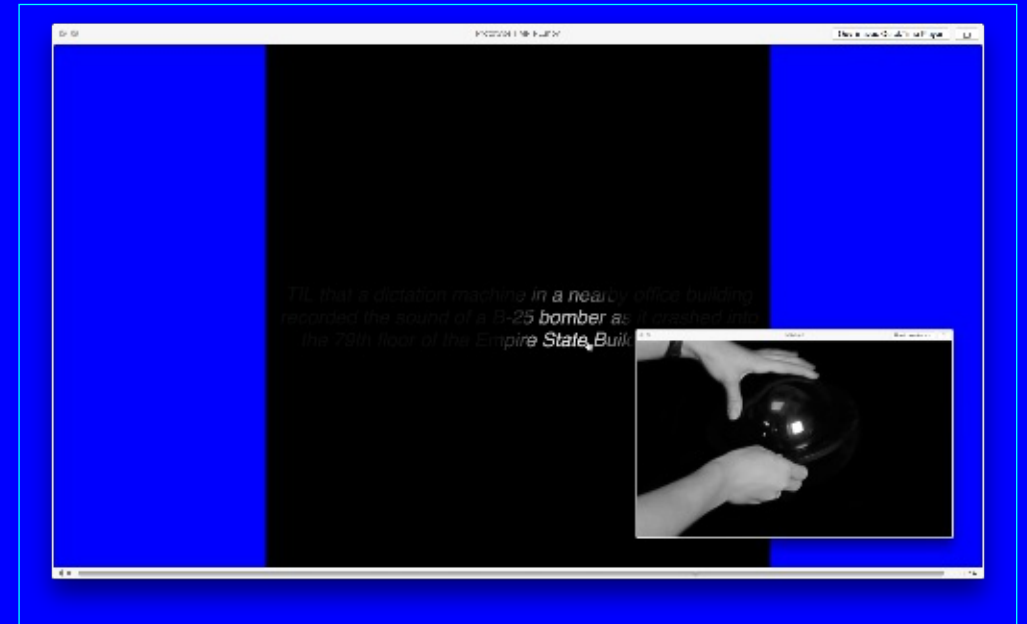 TIL that a dictation machine in a nearby office building
recorded the sound of a B-25 bomber as it crashed into
the 79th floor of the Empire State Build